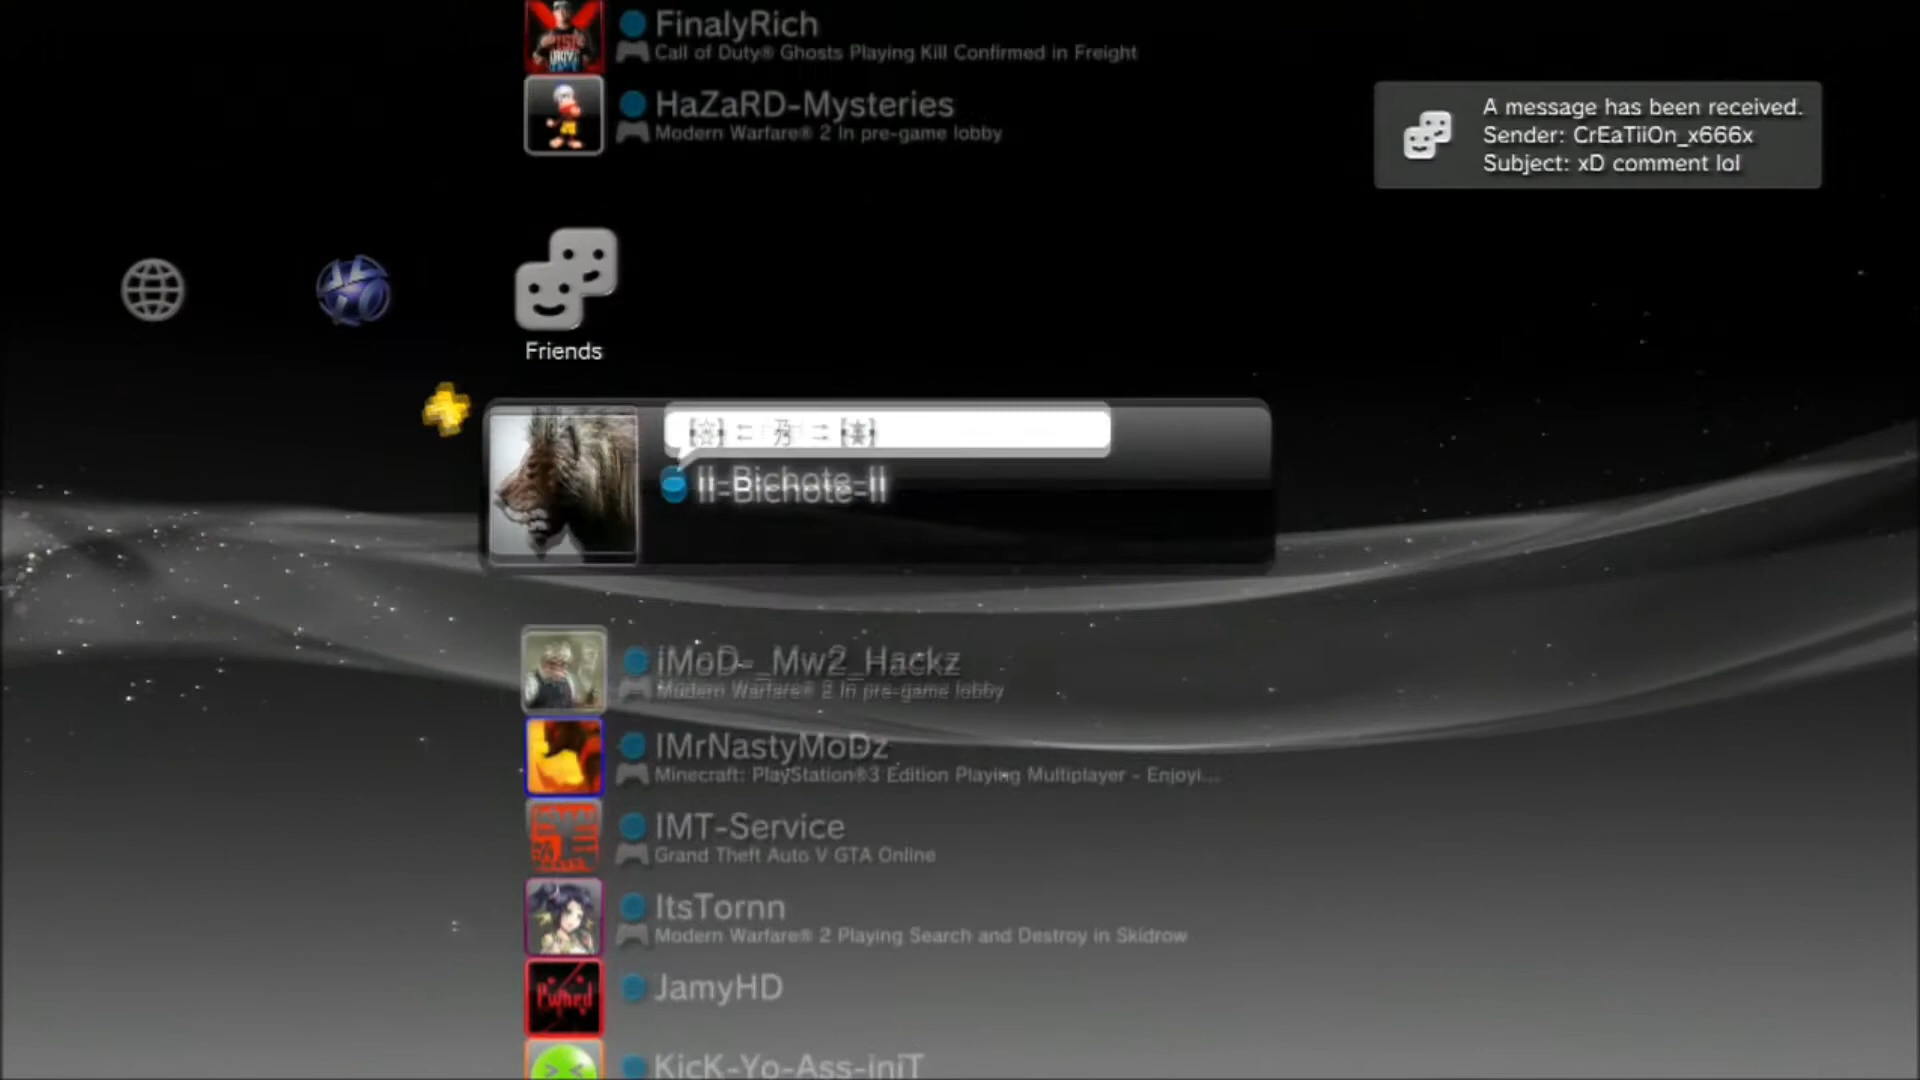 FinalyRich
Call of Duty® Ghosts Playing Kill Confirmed in Freight
HaZaRD-Mysteries
Modern Warfare® 2 In pre-game lobby
A message has been received.
Sender: CrEaTiiOn_x666x
Subject: xD comment lol
Friends
乃
II-Bichote-II
iMoD-_Mw2_Hackz
Modern Warfare® 2 In pre-game lobby
IMrNastyMoDz
Minecraft: PlayStation®3 Edition Playing Multiplayer - Enjoyi...
IMT-Service
Grand Theft Auto V GTA Online
ItsTornn
Modern Warfare® 2 Playing Search and Destroy in Skidrow
Pwned
JamyHD
KicK-Yo-Ass-iniT